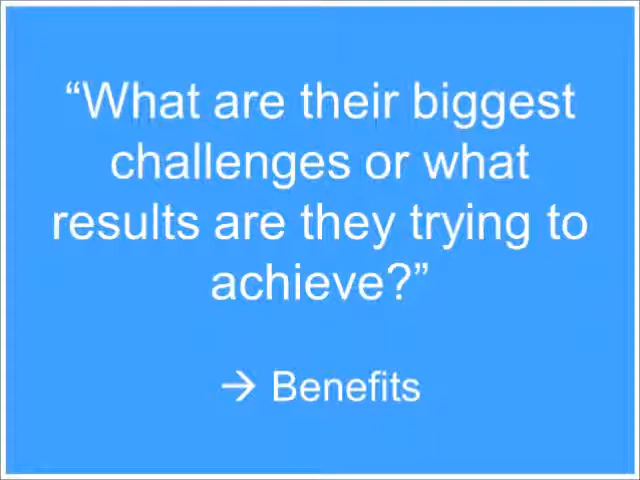 “What are their biggest
challenges or what
results are they trying to
achieve?”
→ Benefits